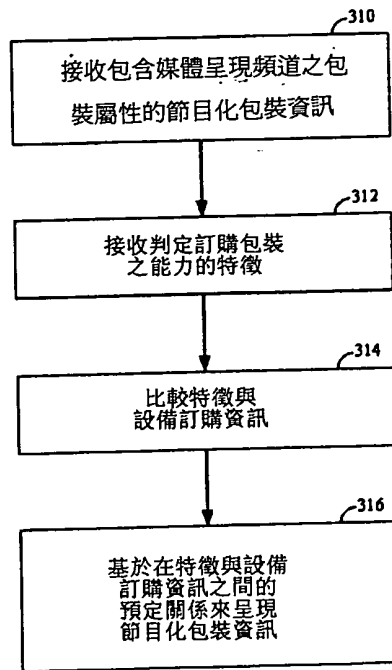 310
接收包含媒體呈現頻道之包
裝屬性的節目化包裝資訊
312
接收判定訂購包裝
之能力的特徵
314
比較特徵與
設備訂購資訊
316
基於在特徵與設備
訂購資訊之間的
預定關係來呈現
節目化包裝資訊